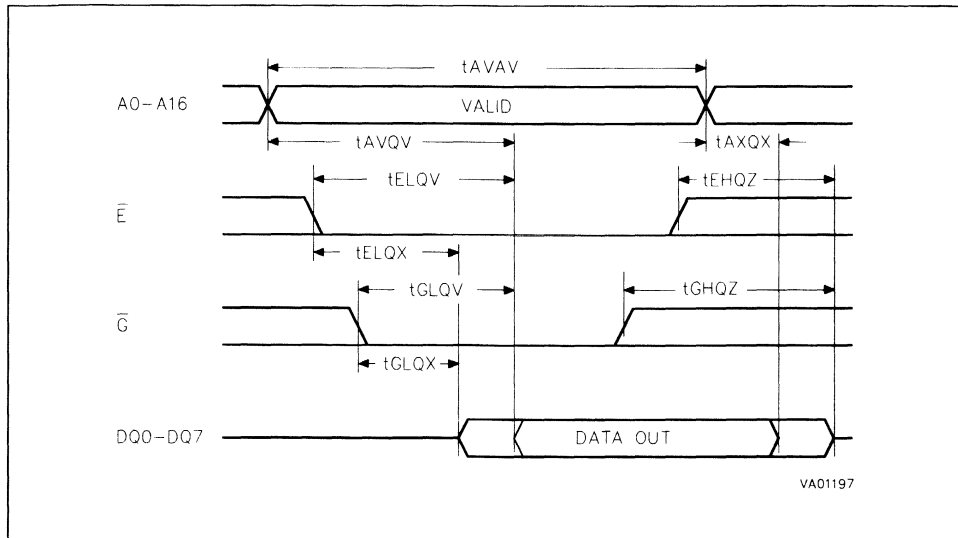 tAVAV
A0-A16
VALID
tAVQV
tAXQX
tELQV
tEHQZ
E̅
tELQX
tGLQV
tGHQZ
G̅
tGLQX
DQ0-DQ7
DATA OUT
VA01197